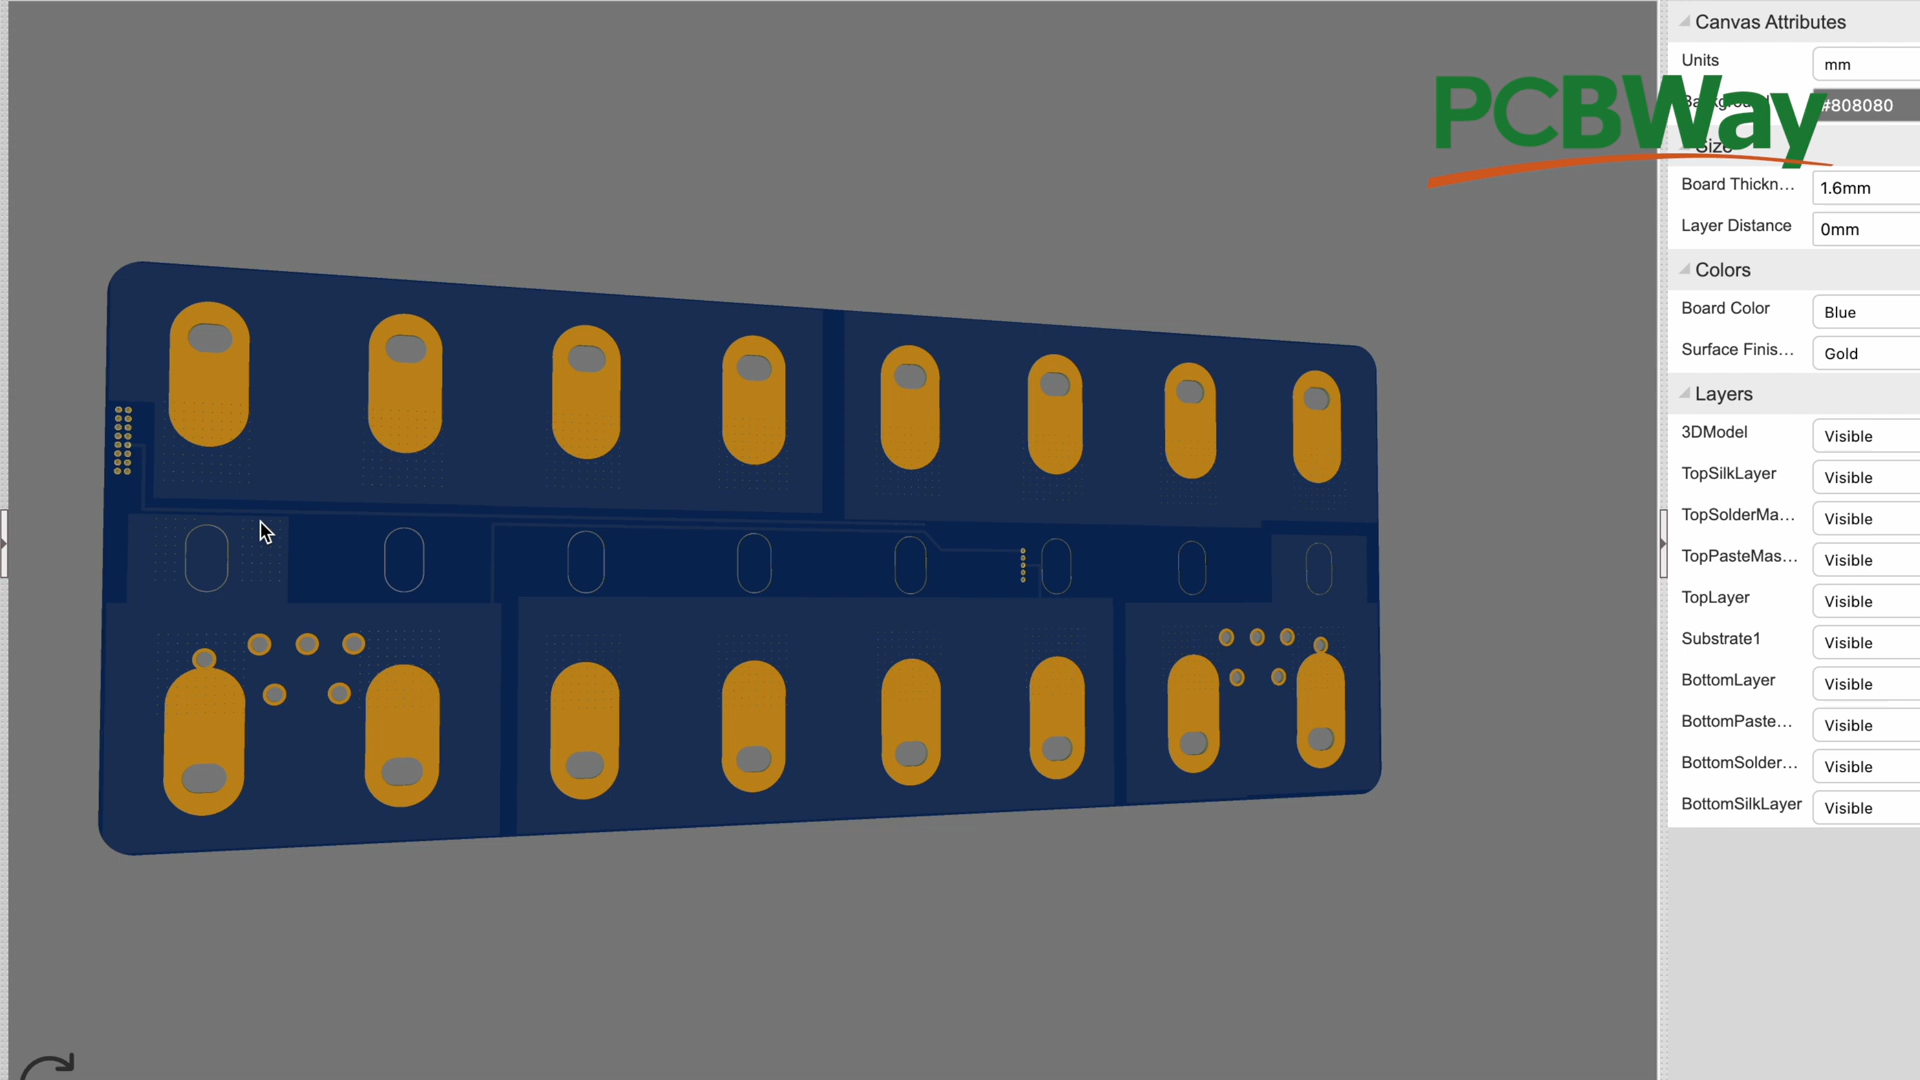 Canvas Attributes
Units mm
PCBWay
Background #808080
Size
Board Thickn... 1.6mm
Layer Distance 0mm
Colors
Board Color Blue
Surface Finis... Gold
Layers
3DModel Visible
TopSilkLayer Visible
TopSolderMa... Visible
TopPasteMas... Visible
TopLayer Visible
Substrate1 Visible
BottomLayer Visible
BottomPaste... Visible
BottomSolder... Visible
BottomSilkLayer Visible